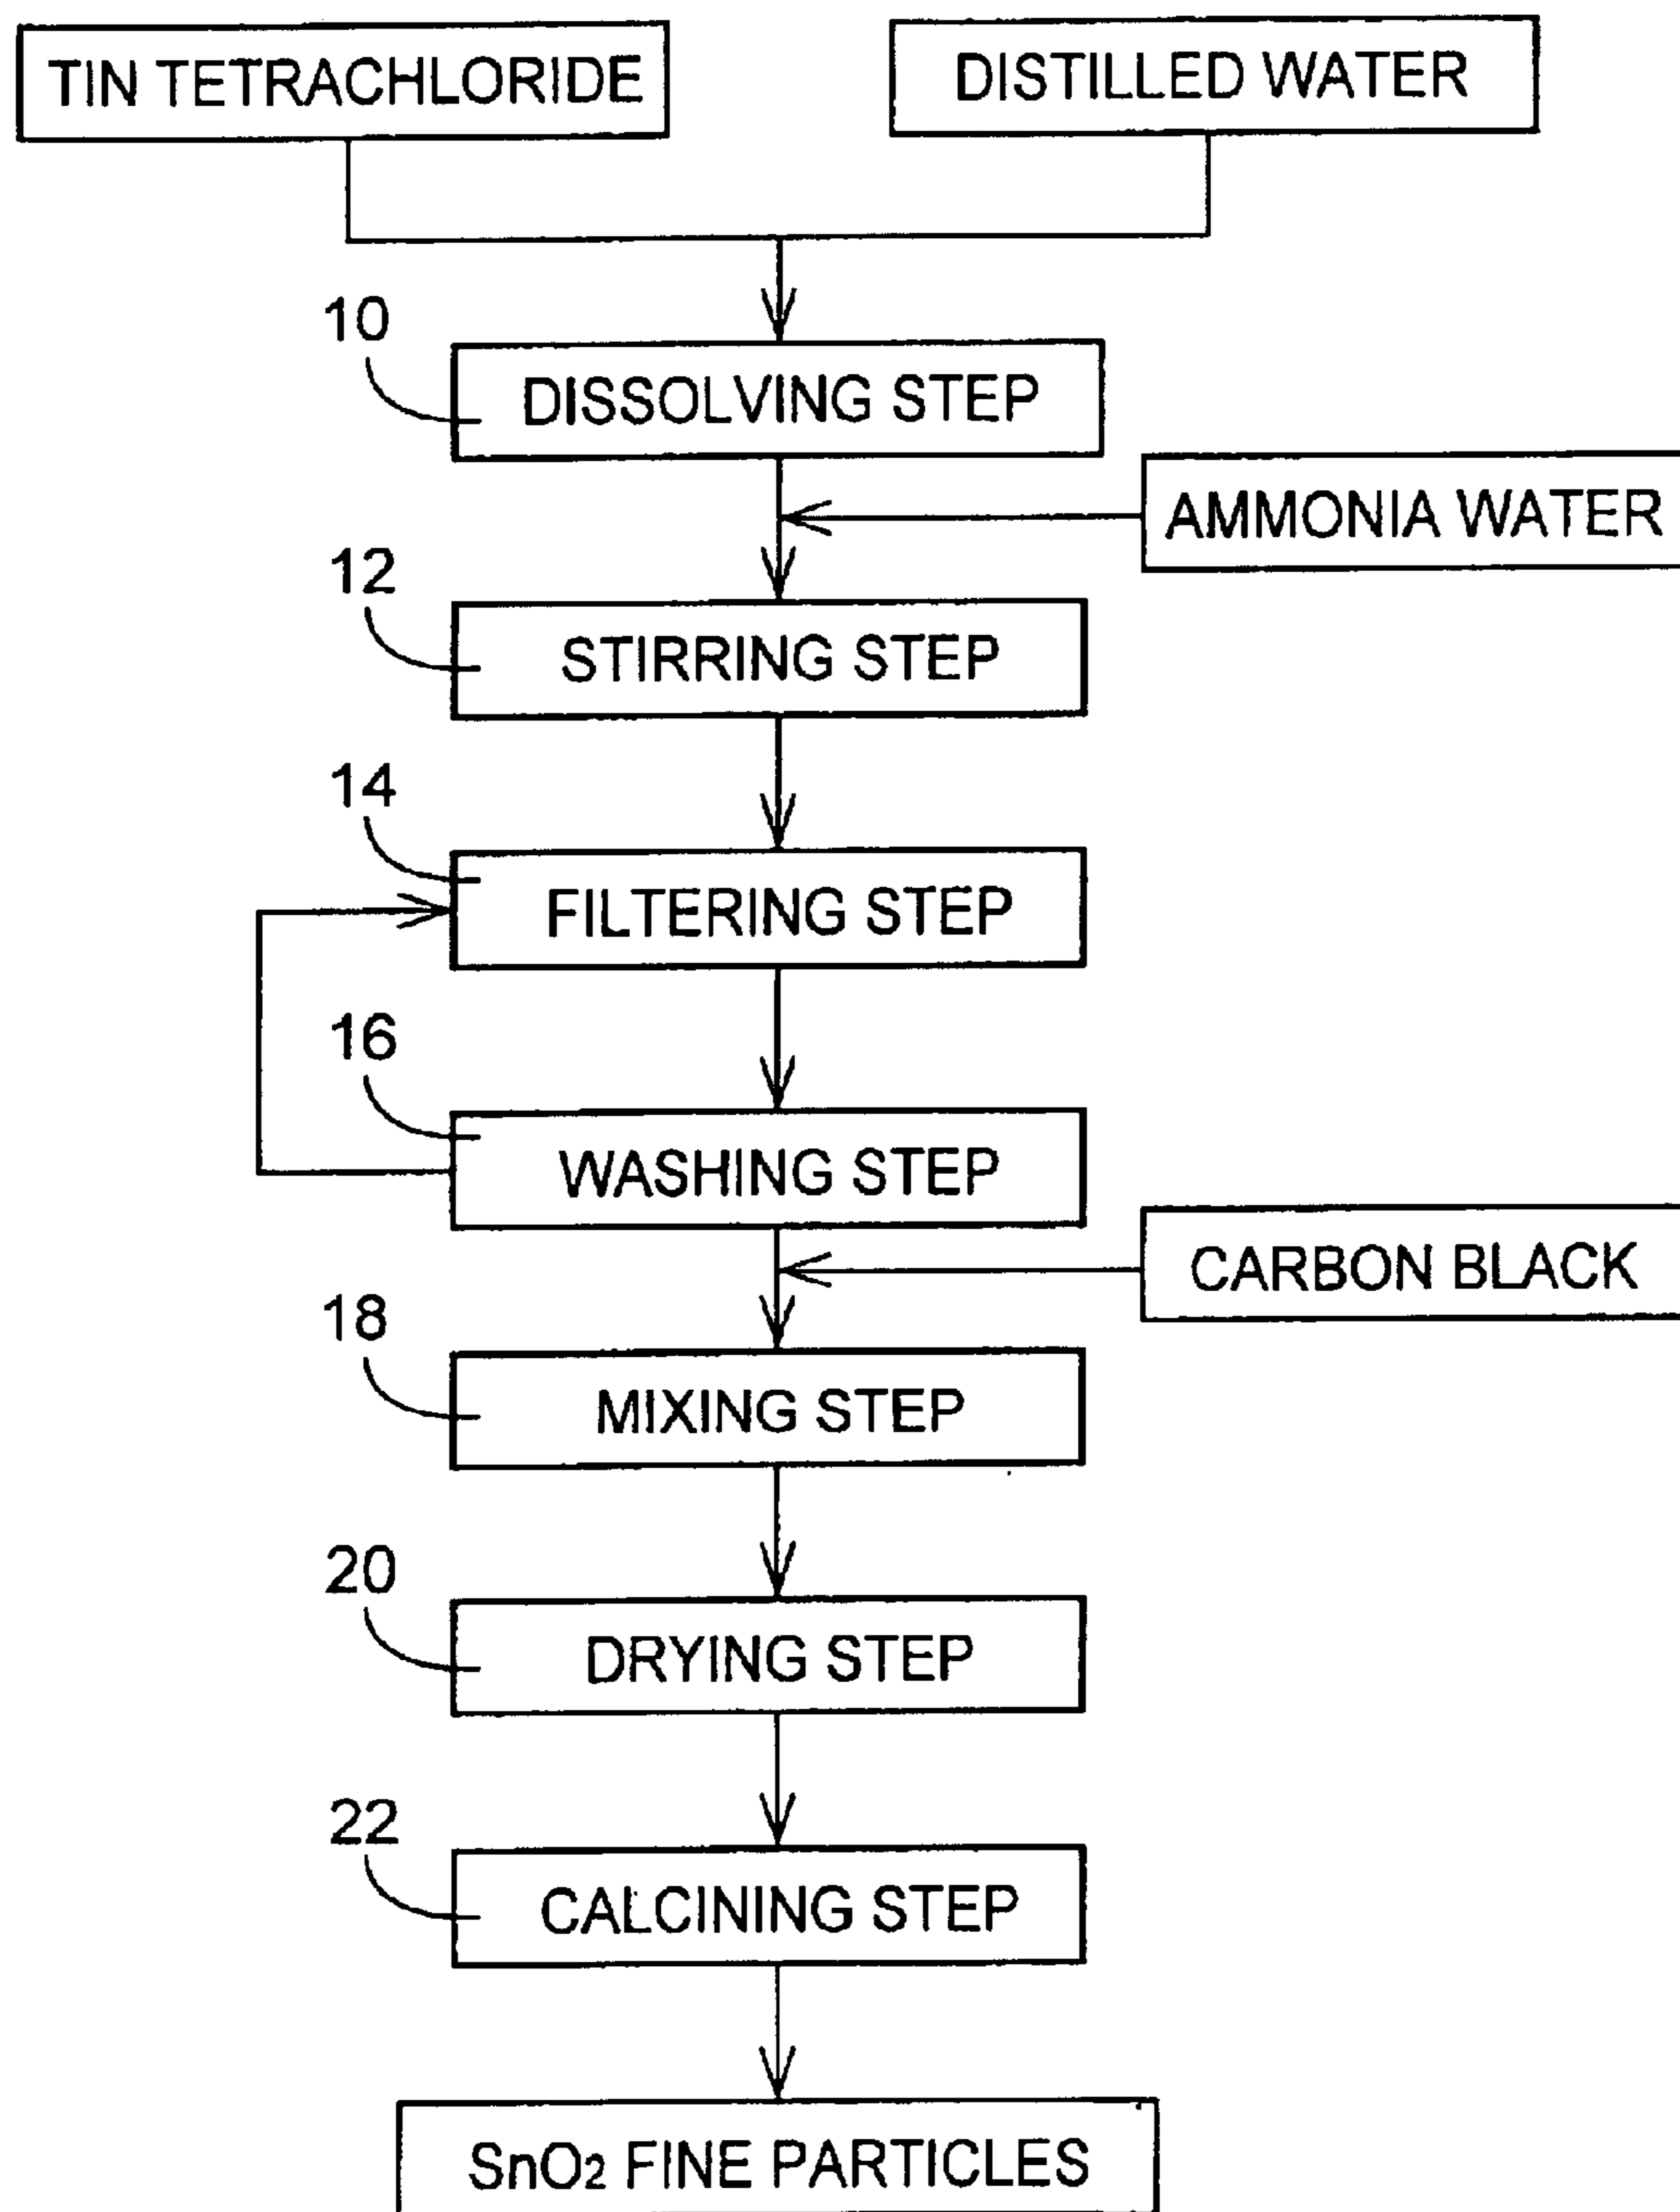 TIN TETRACHLORIDE
DISTILLED WATER
10
DISSOLVING STEP
AMMONIA WATER
12
STIRRING STEP
14
FILTERING STEP
16
WASHING STEP
CARBON BLACK
18
MIXING STEP
20
DRYING STEP
22
CALCINING STEP
SnO2 FINE PARTICLES